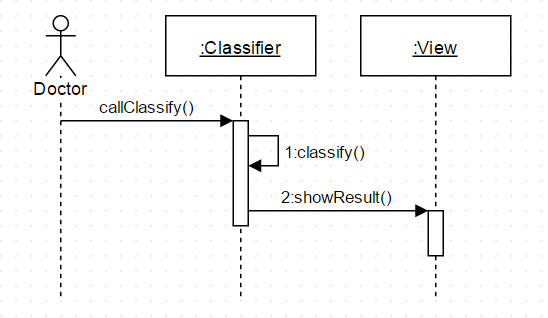 :Classifier
:View
Doctor
callClassify()
1:classify()
2:showResult()